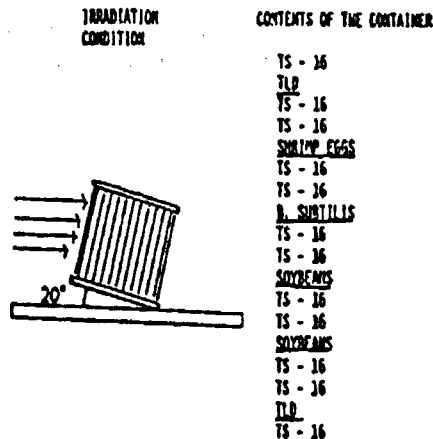 IRRADIATION
CONDITION
CONTENTS OF THE CONTAINER
TS - 16
TLD
TS - 16
TS - 16
SHRIMP EGGS
TS - 16
TS - 16
B. SUBTILIS
TS - 16
TS - 16
SOYBEANS
TS - 16
TS - 16
SOYBEANS
TS - 16
TS - 16
TLD
TS - 16
20°